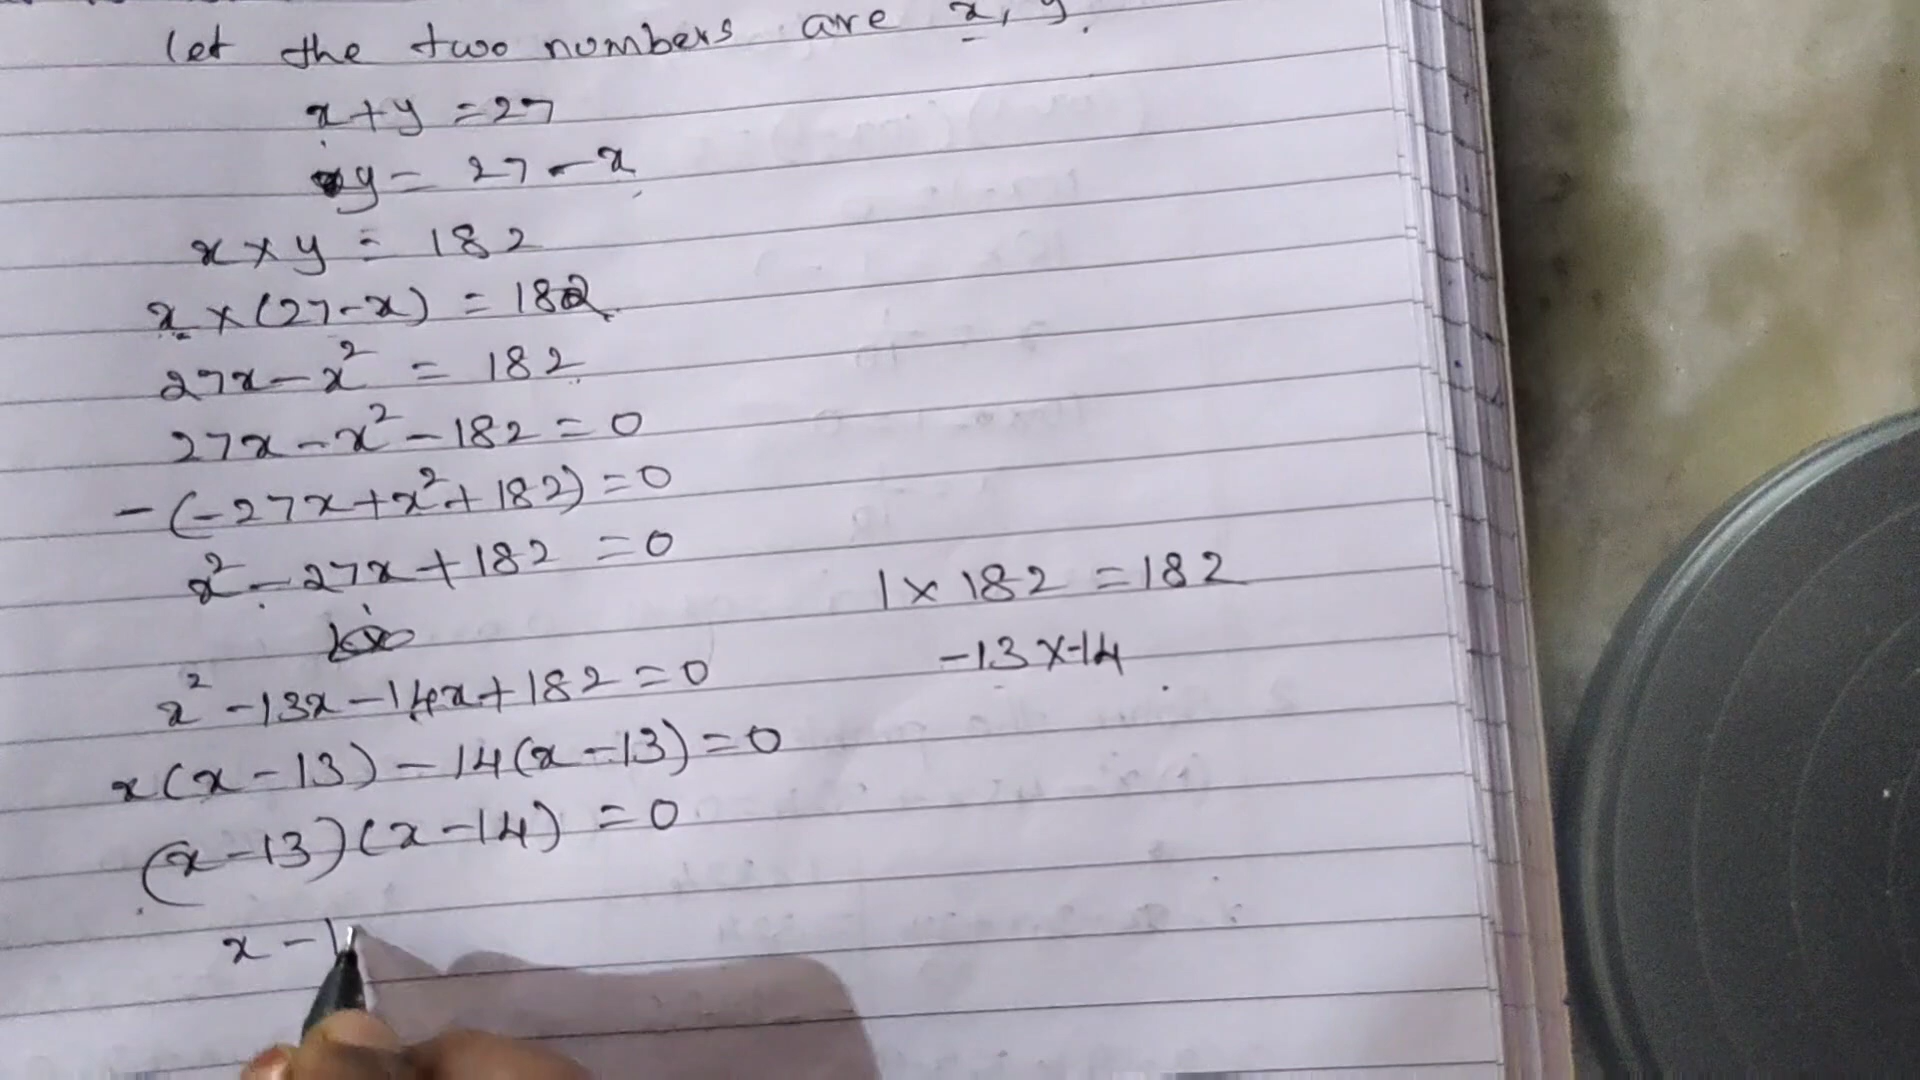 let the two numbers are x, y.
x+y =27
y= 27-x
x×y = 182
x×(27-x) = 182
27x-x² = 182
27x-x²-182=0
-(-27x+x²+182)=0
x²-27x+182 =0
1×182 =182
-13×-14
x²-13x-14x+182=0
x(x-13)-14(x-13)=0
(x-13)(x-14) =0
x-1